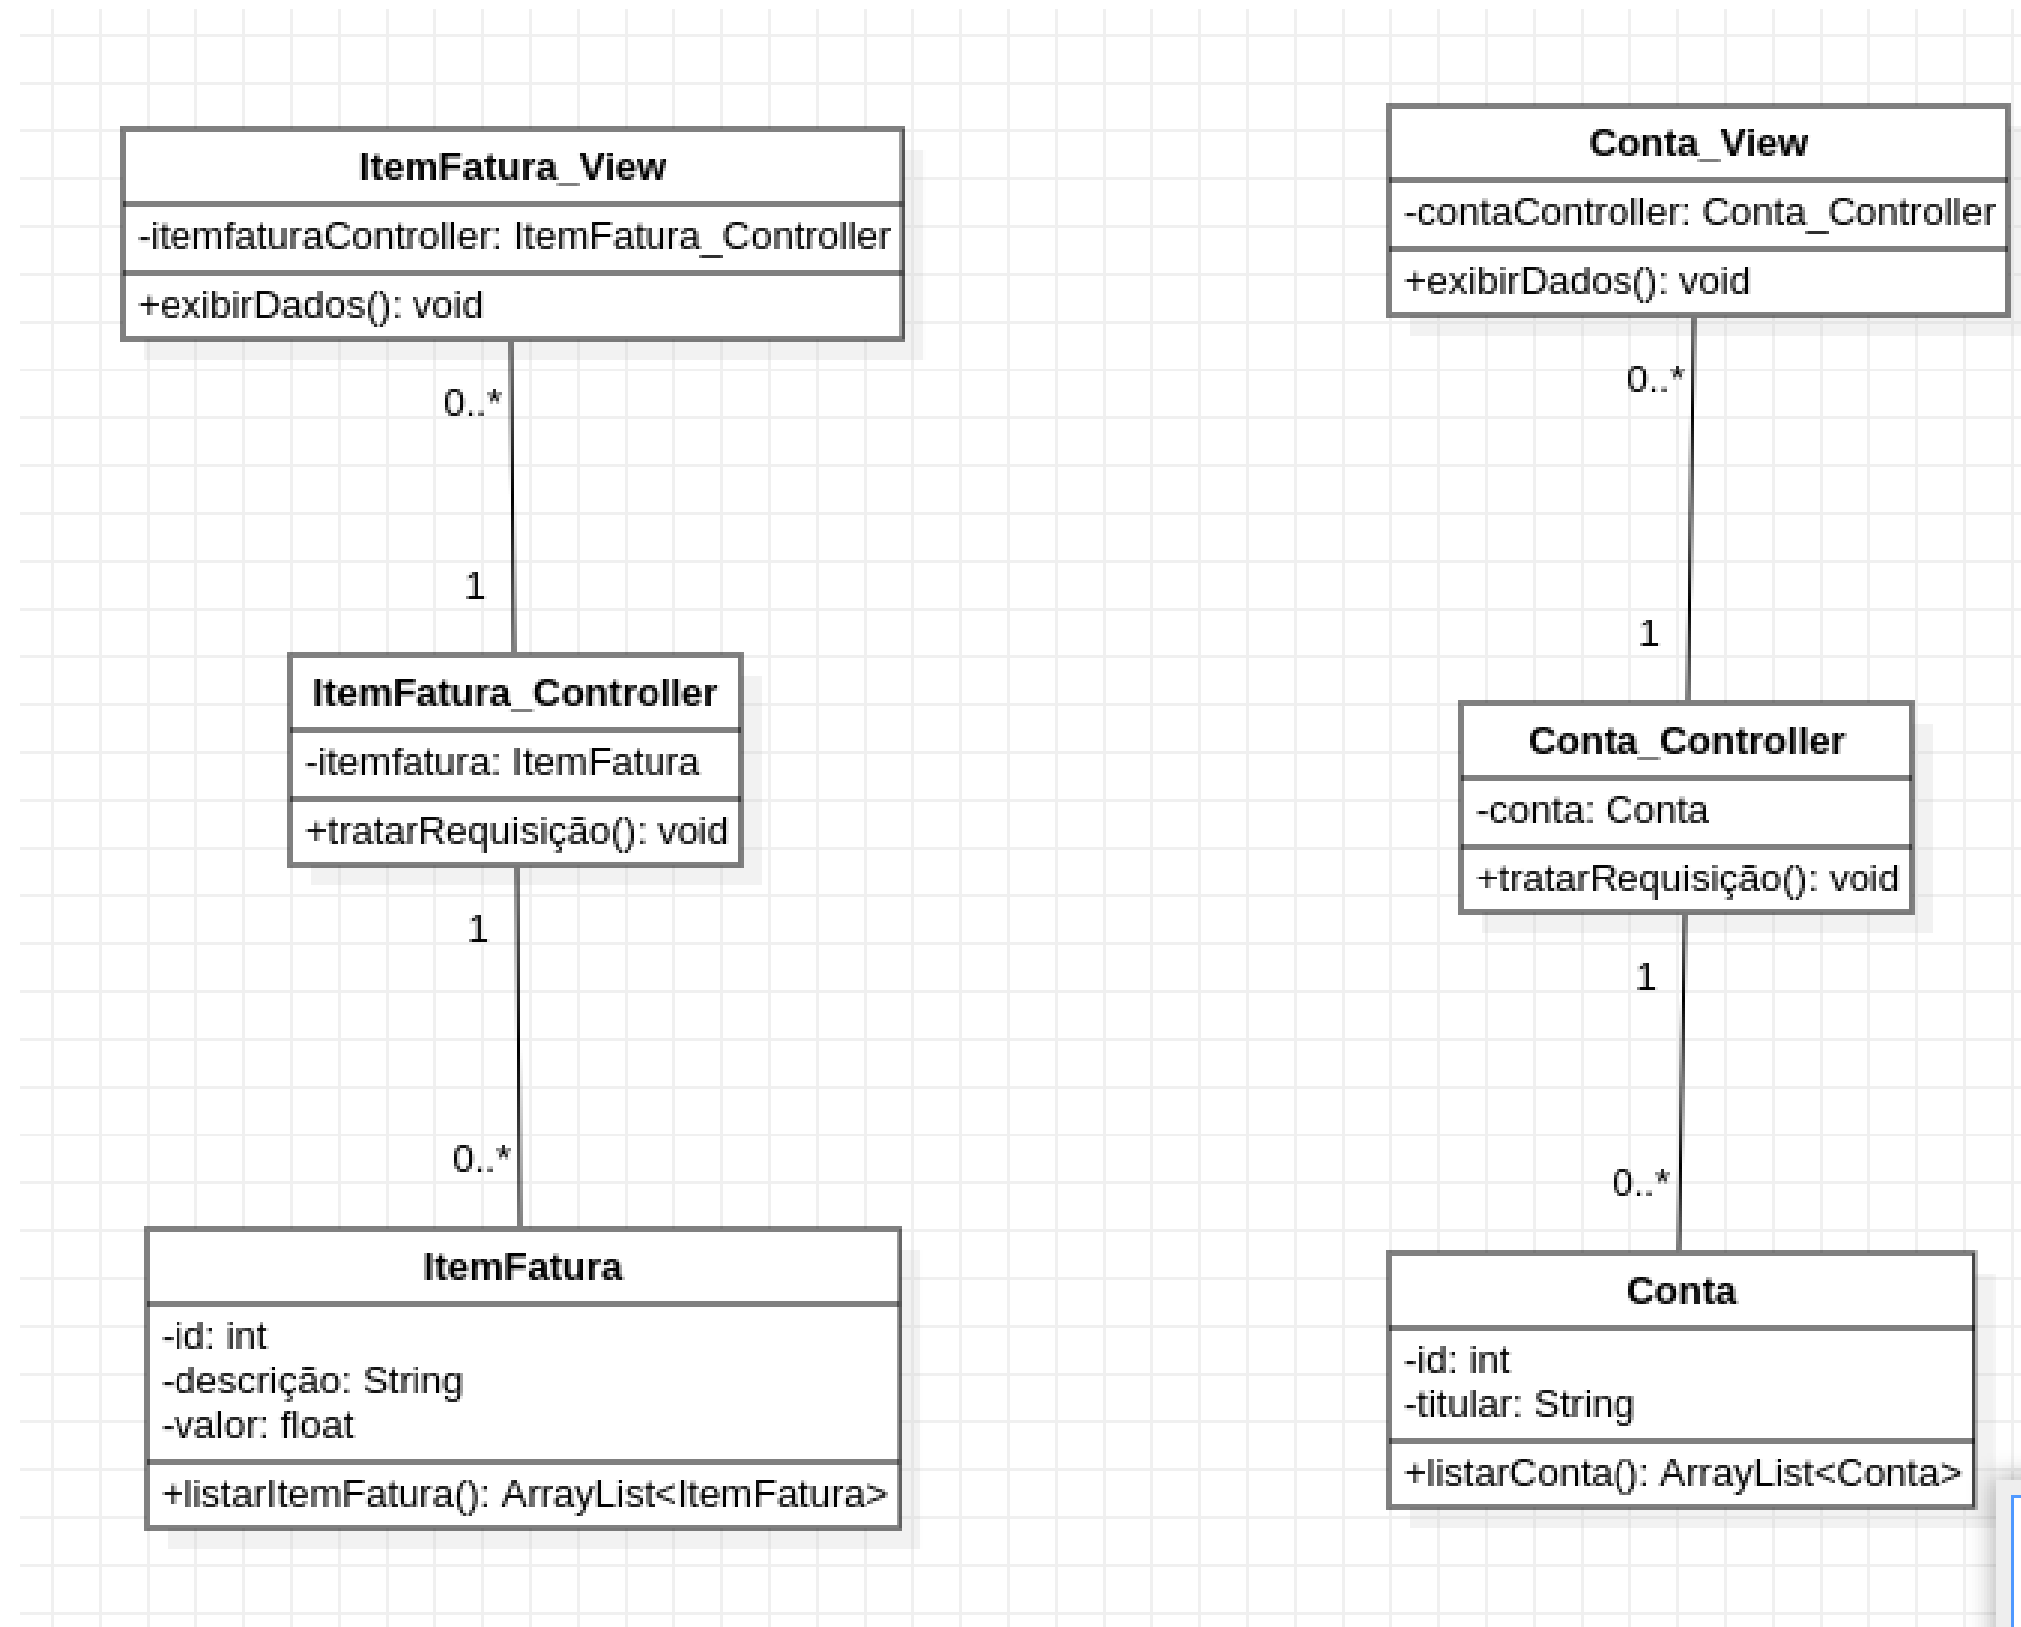 ItemFatura_View
-itemfaturaController: ItemFatura_Controller
+exibirDados(): void
0..*
1
ItemFatura_Controller
-itemfatura: ItemFatura
+tratarRequisição(): void
1
0..*
ItemFatura
-id: int
-descrição: String
-valor: float
+listarItemFatura(): ArrayList<ItemFatura>
Conta_View
-contaController: Conta_Controller
+exibirDados(): void
0..*
1
Conta_Controller
-conta: Conta
+tratarRequisição(): void
1
0..*
Conta
-id: int
-titular: String
+listarConta(): ArrayList<Conta>